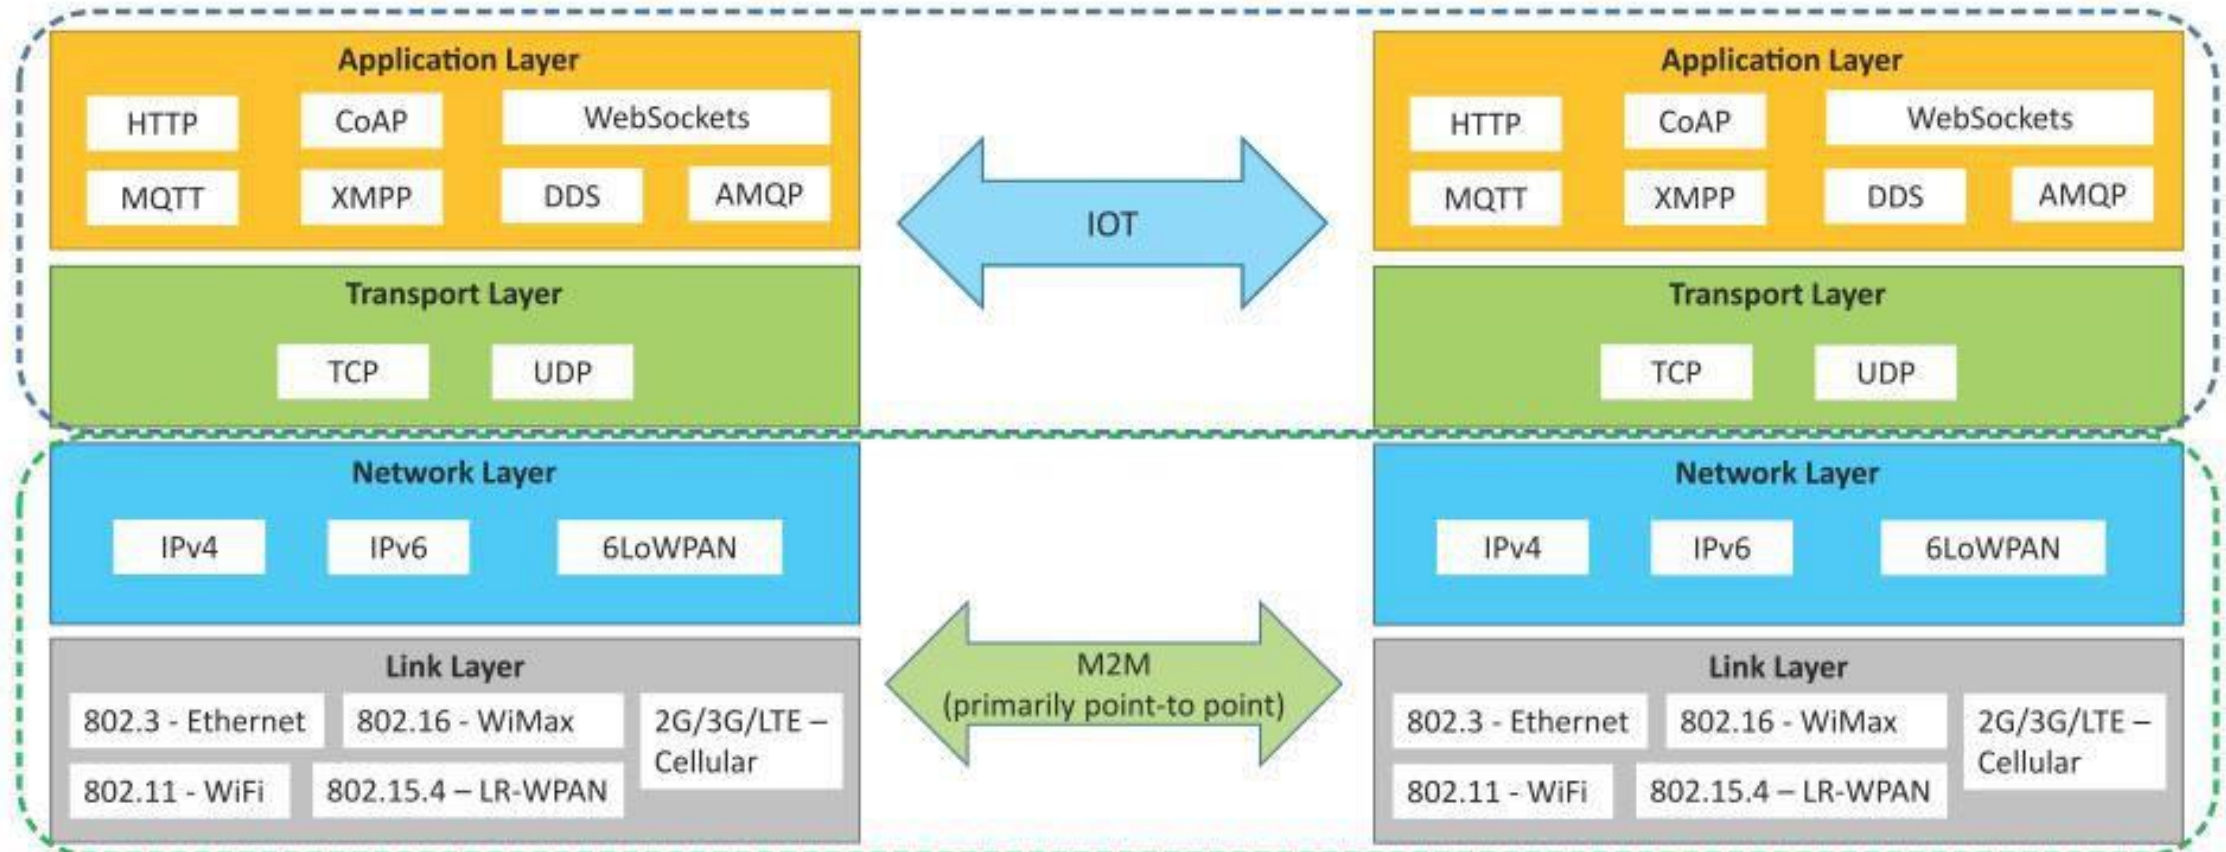 Application Layer
HTTP
CoAP
WebSockets
MQTT
XMPP
DDS
AMQP
Transport Layer
TCP
UDP
Network Layer
IPv4
IPv6
6LoWPAN
Link Layer
802.3 - Ethernet
802.16 - WiMax
2G/3G/LTE –
Cellular
802.11 - WiFi
802.15.4 – LR-WPAN
IOT
M2M
(primarily point-to point)
Application Layer
HTTP
CoAP
WebSockets
MQTT
XMPP
DDS
AMQP
Transport Layer
TCP
UDP
Network Layer
IPv4
IPv6
6LoWPAN
Link Layer
802.3 - Ethernet
802.16 - WiMax
2G/3G/LTE –
Cellular
802.11 - WiFi
802.15.4 – LR-WPAN